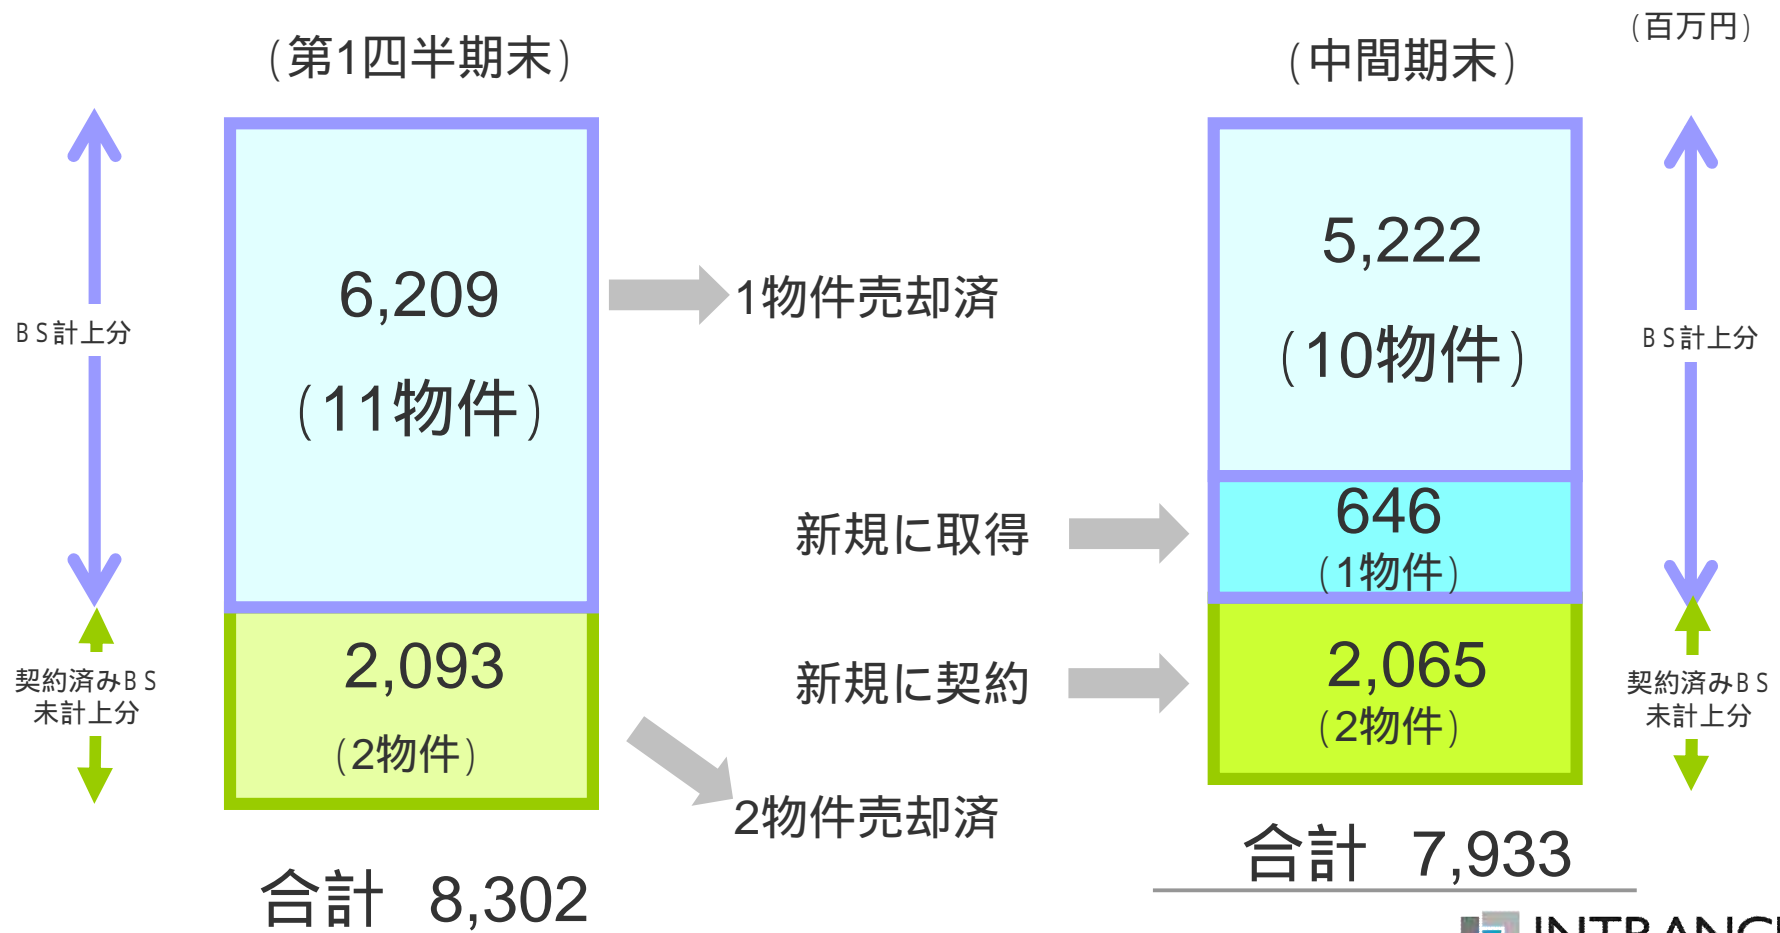 (百万円)
(第1四半期末)
(中間期末)
6,209
(11物件)
1物件売却済
5,222
(10物件)
BS計上分
BS計上分
新規に取得
646
(1物件)
2,093
(2物件)
新規に契約
2,065
(2物件)
契約済みBS
未計上分
契約済みBS
未計上分
2物件売却済
合計 8,302
合計 7,933